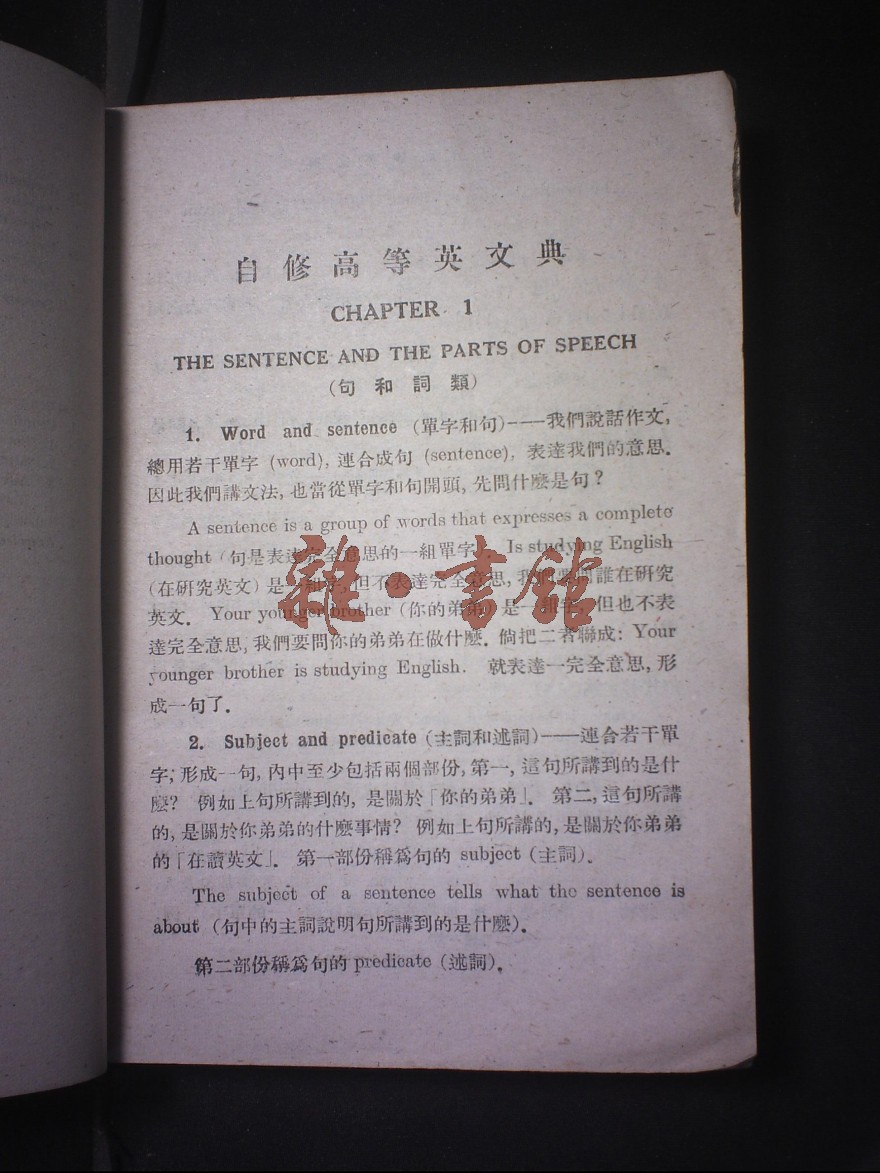 自修高等英文典
CHAPTER 1
THE SENTENCE AND THE PARTS OF SPEECH
(句和詞類)
1. Word and sentence (單字和句)——我們說話作文,
總用若干單字 (word), 連合成句 (sentence), 表達我們的意思.
因此我們講文法, 也當從單字和句開頭, 先問什麼是句?
A sentence is a group of words that expresses a complete
thought (句是表達完全意思的一組單字). Is studying English
(在研究英文) 是一組字, 但不表達完全意思, 我們要問誰在研究
英文. Your younger brother (你的弟弟) 是一組字, 但也不表
達完全意思, 我們要問你的弟弟在做什麼. 倘把二者聯成: Your
younger brother is studying English. 就表達一完全意思, 形
成一句了.
2. Subject and predicate (主詞和述詞)——連合若干單
字, 形成一句, 內中至少包括兩個部份, 第一, 這句所講到的是什
麼? 例如上句所講到的, 是關於「你的弟弟」. 第二, 這句所講
的, 是關於你弟弟的什麼事情? 例如上句所講的, 是關於你弟弟
的「在讀英文」. 第一部份稱爲句的 subject (主詞).
The subject of a sentence tells what the sentence is
about (句中的主詞說明句所講到的是什麼).
第二部份稱爲句的 predicate (述詞).
雜·書館